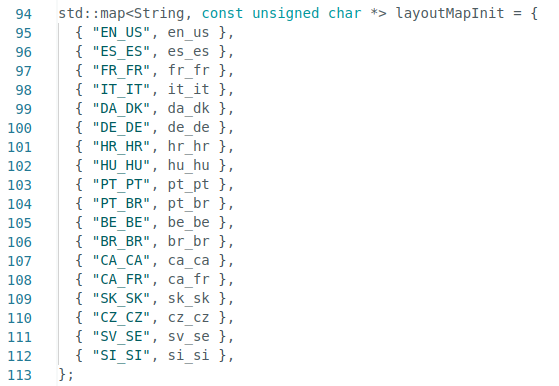 94 std::map<String, const unsigned char *> layoutMapInit = {
95 { "EN_US", en_us },
96 { "ES_ES", es_es },
97 { "FR_FR", fr_fr },
98 { "IT_IT", it_it },
99 { "DA_DK", da_dk },
100 { "DE_DE", de_de },
101 { "HR_HR", hr_hr },
102 { "HU_HU", hu_hu },
103 { "PT_PT", pt_pt },
104 { "PT_BR", pt_br },
105 { "BE_BE", be_be },
106 { "BR_BR", br_br },
107 { "CA_CA", ca_ca },
108 { "CA_FR", ca_fr },
109 { "SK_SK", sk_sk },
110 { "CZ_CZ", cz_cz },
111 { "SV_SE", sv_se },
112 { "SI_SI", si_si },
113 };